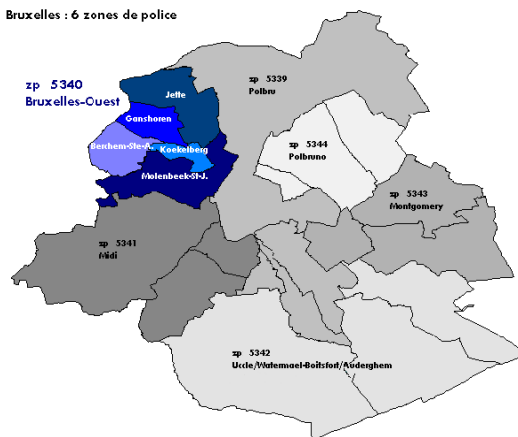 Bruxelles : 6 zones de police
zp 5340
Bruxelles-Ouest
zp 5339
Polbru
Jette
Ganshoren
Berchem-Ste-A.
Koekelberg
Molenbeek-St-J.
zp 5344
Polbruno
zp 5343
Montgomery
zp 5341
Midi
zp 5342
Uccle/Watermael-Boitsfort/Auderghem